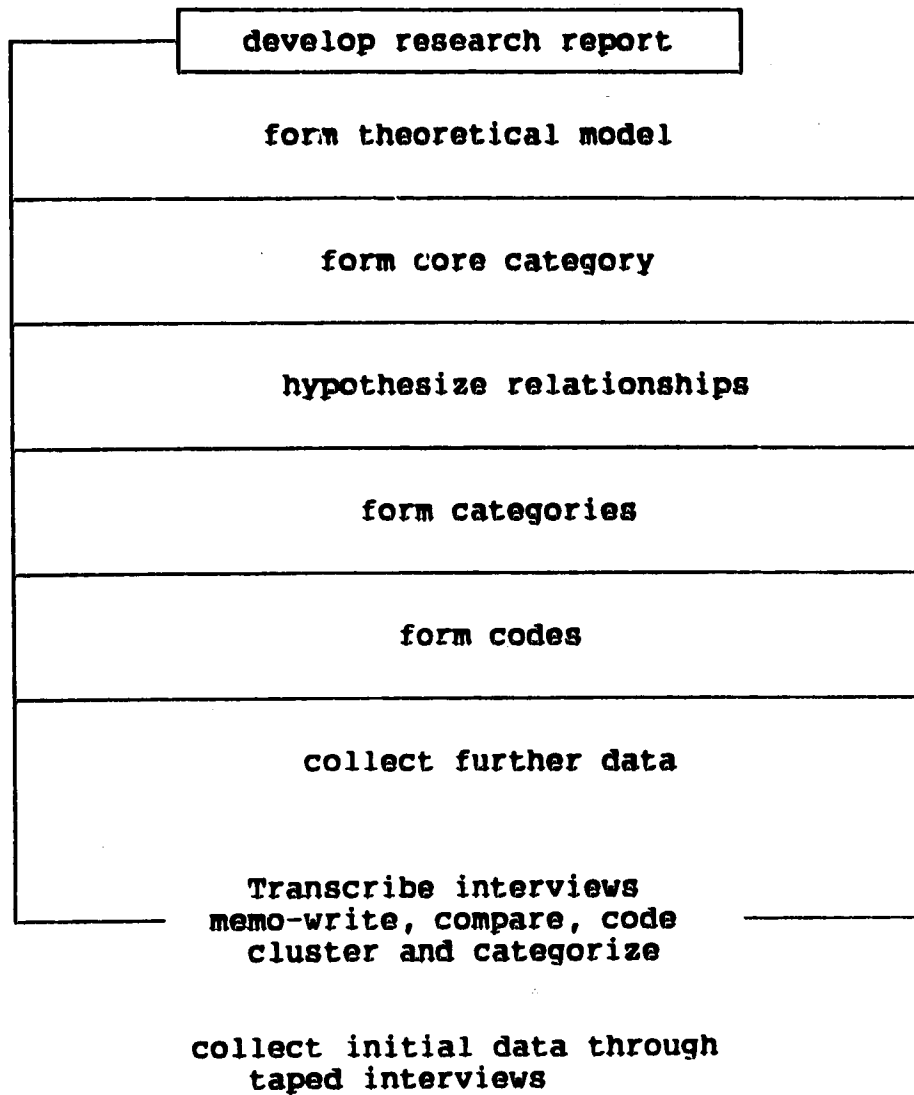 develop research report
form theoretical model
form core category
hypothesize relationships
form categories
form codes
collect further data
Transcribe interviews
memo-write, compare, code
cluster and categorize
collect initial data through
taped interviews